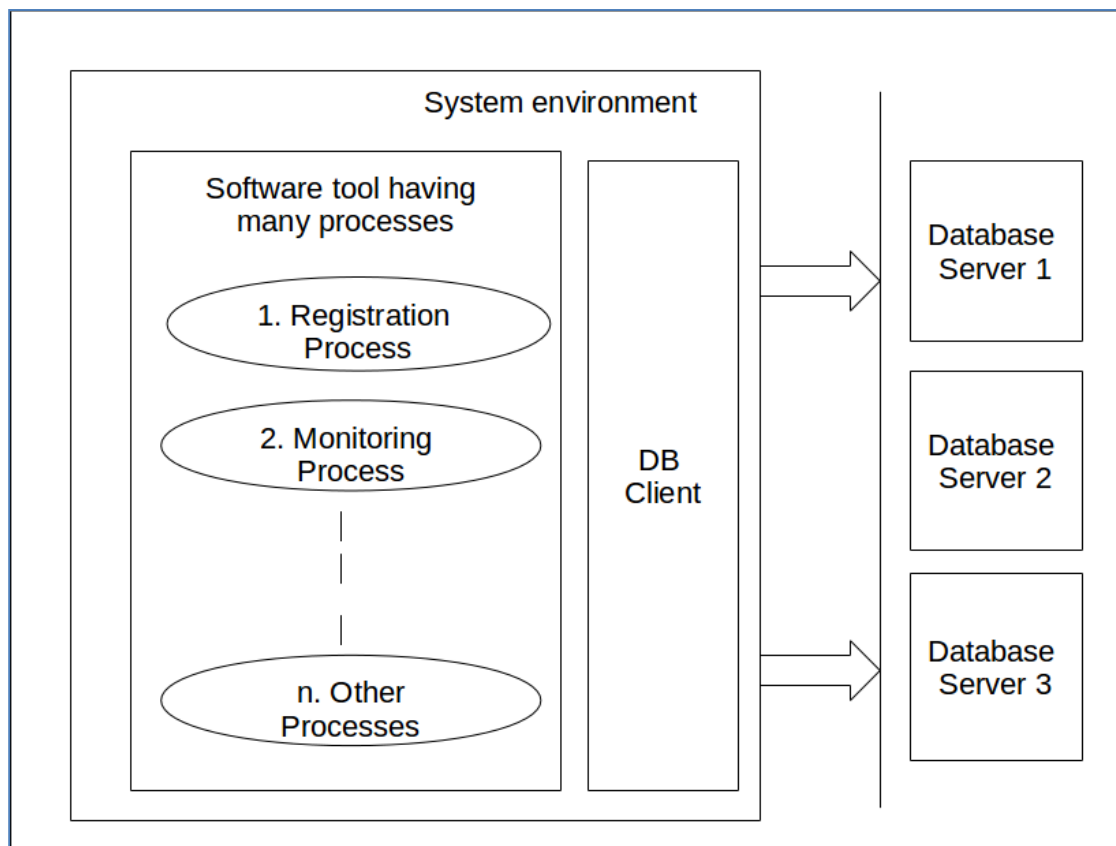 System environment
Software tool having
many processes
1. Registration
Process
2. Monitoring
Process
n. Other
Processes
DB
Client
Database
Server 1
Database
Server 2
Database
Server 3